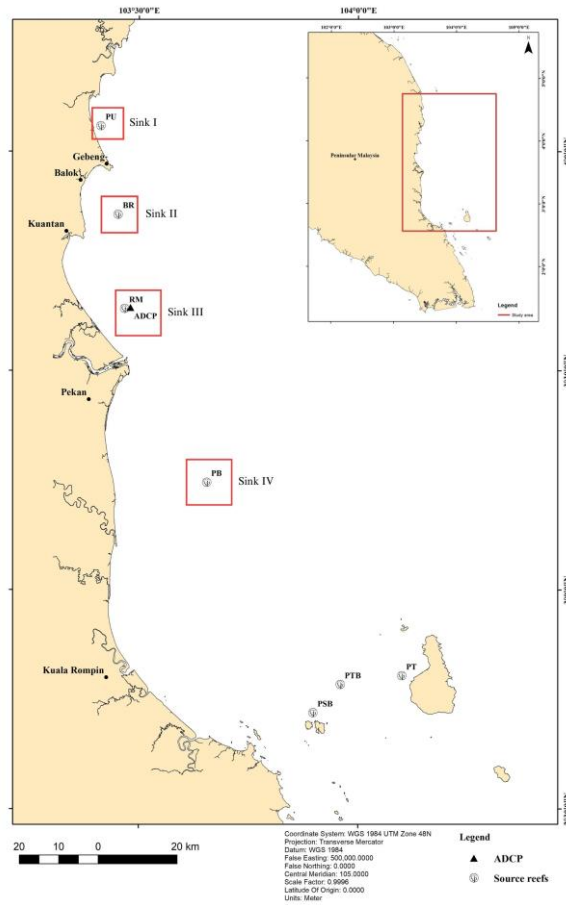 103°30'0"E
104°0'0"E
N
PU
Sink I
Gebeng
Balok
BR
Sink II
Kuantan
RM
ADCP
Sink III
Pekan
PB
Sink IV
Kuala Rompin
PTB
PT
PSB
Peninsular Malaysia
Legend
Study area
20 10 0 20 km
Coordinate System: WGS 1984 UTM Zone 48N
Projection: Transverse Mercator
Datum: WGS 1984
False Easting: 500,000.0000
False Northing: 0.0000
Central Meridian: 105.0000
Scale Factor: 0.9996
Latitude Of Origin: 0.0000
Units: Meter
Legend
ADCP
Source reefs